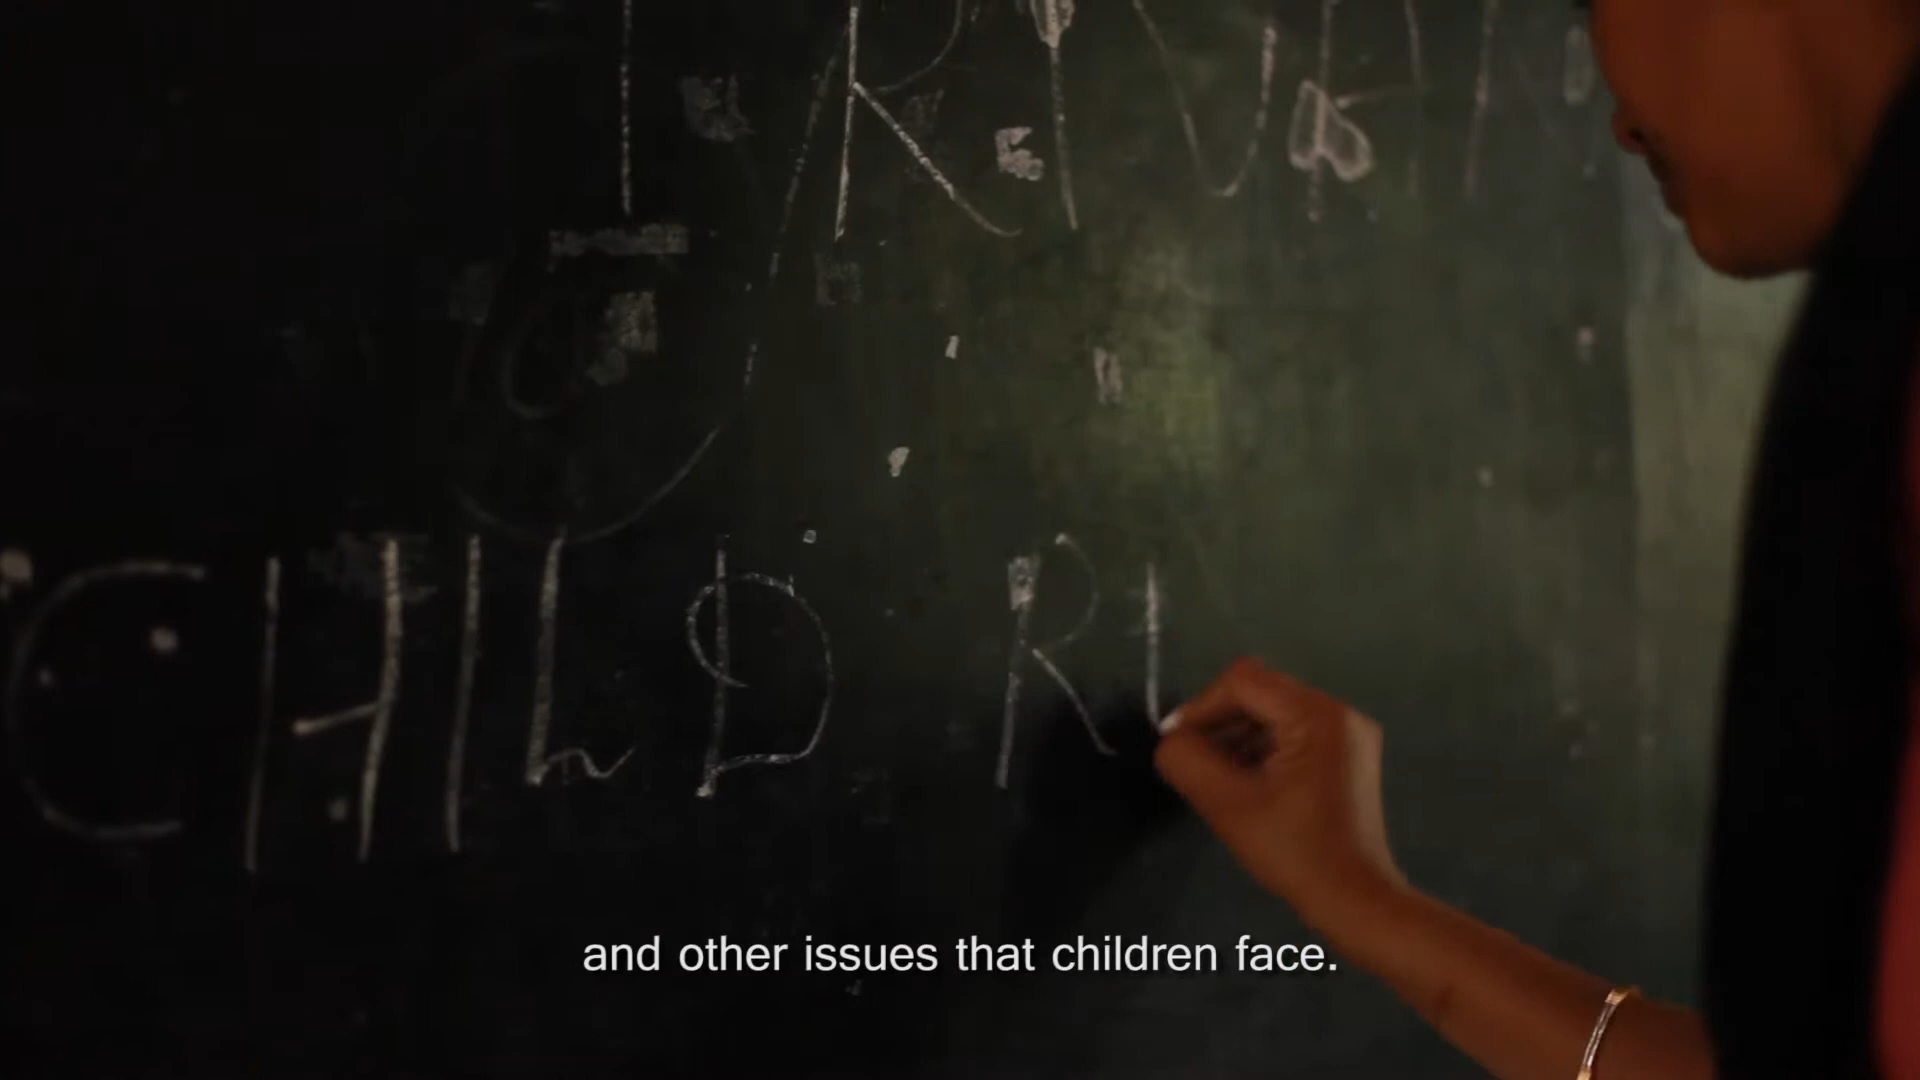 CHILD RI
and other issues that children face.